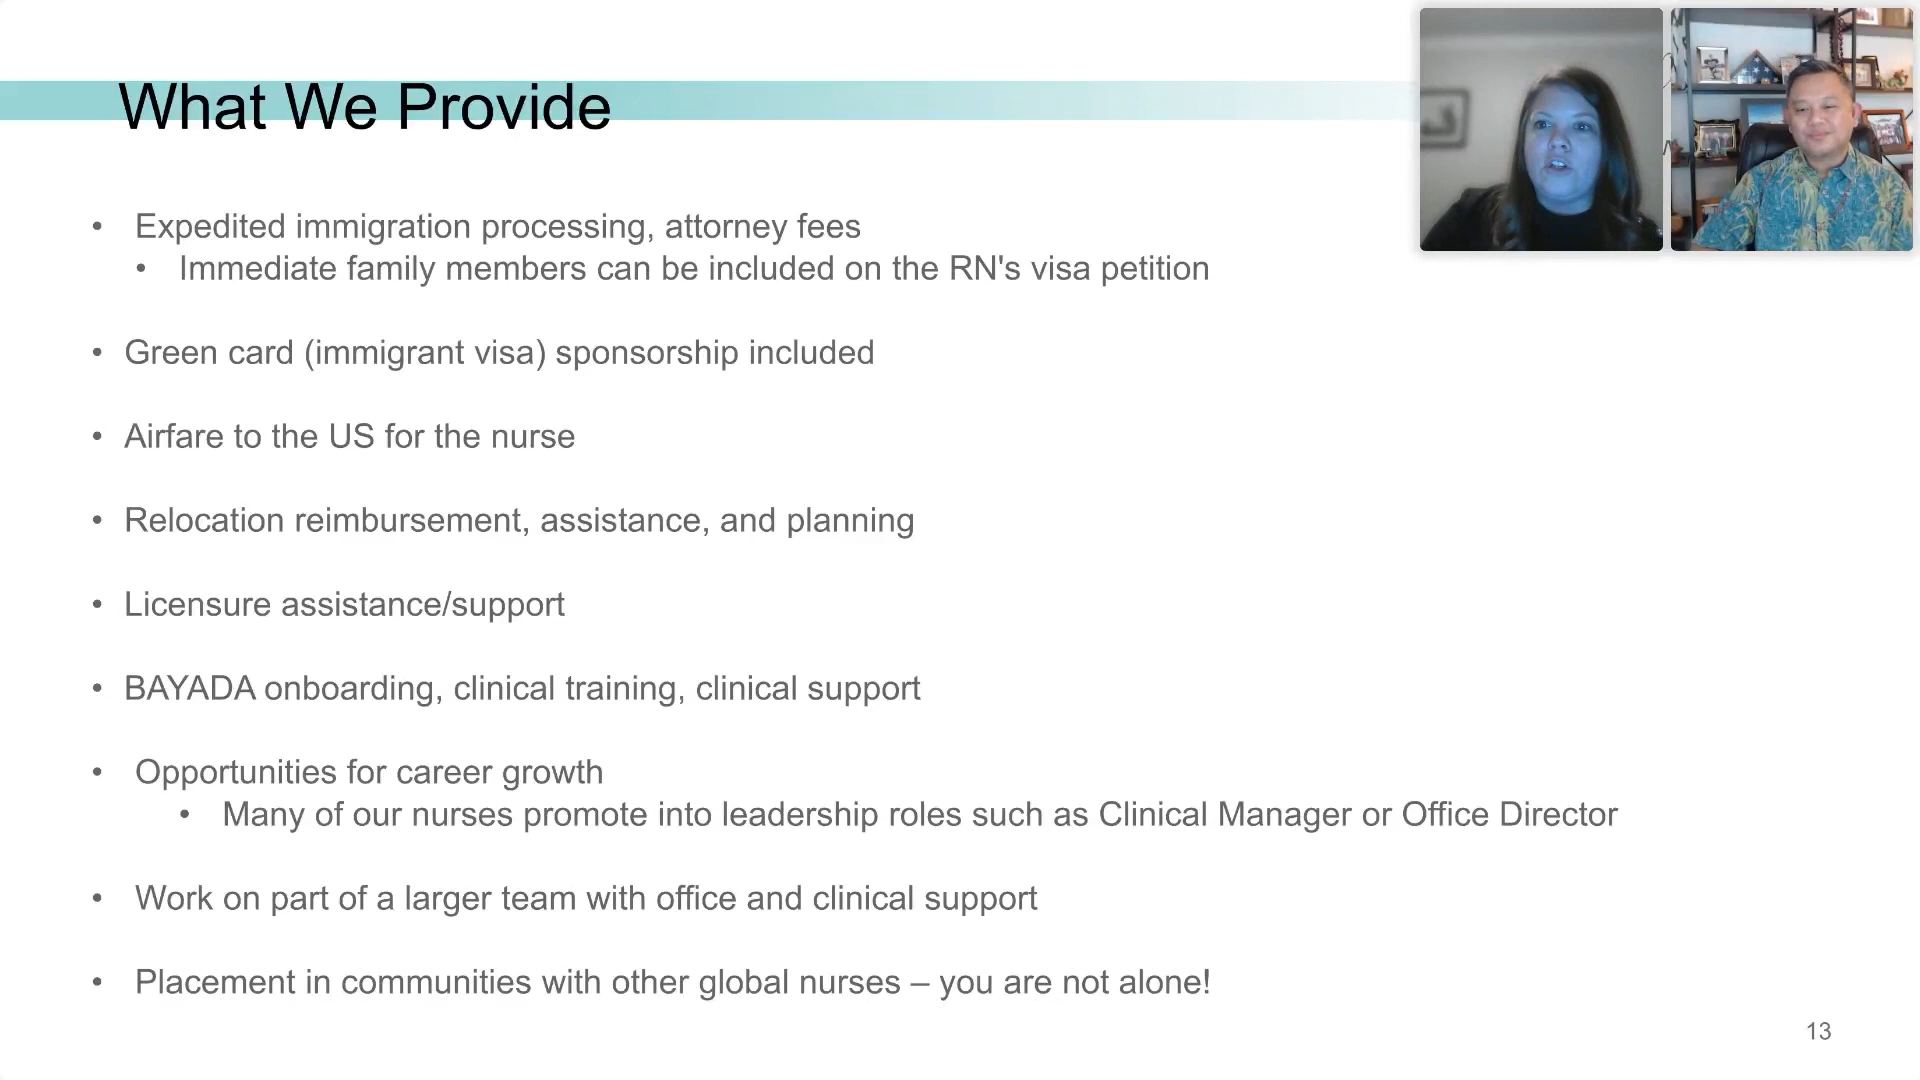 What We Provide
• Expedited immigration processing, attorney fees
• Immediate family members can be included on the RN's visa petition
• Green card (immigrant visa) sponsorship included
• Airfare to the US for the nurse
• Relocation reimbursement, assistance, and planning
• Licensure assistance/support
• BAYADA onboarding, clinical training, clinical support
• Opportunities for career growth
• Many of our nurses promote into leadership roles such as Clinical Manager or Office Director
• Work on part of a larger team with office and clinical support
• Placement in communities with other global nurses – you are not alone!
13